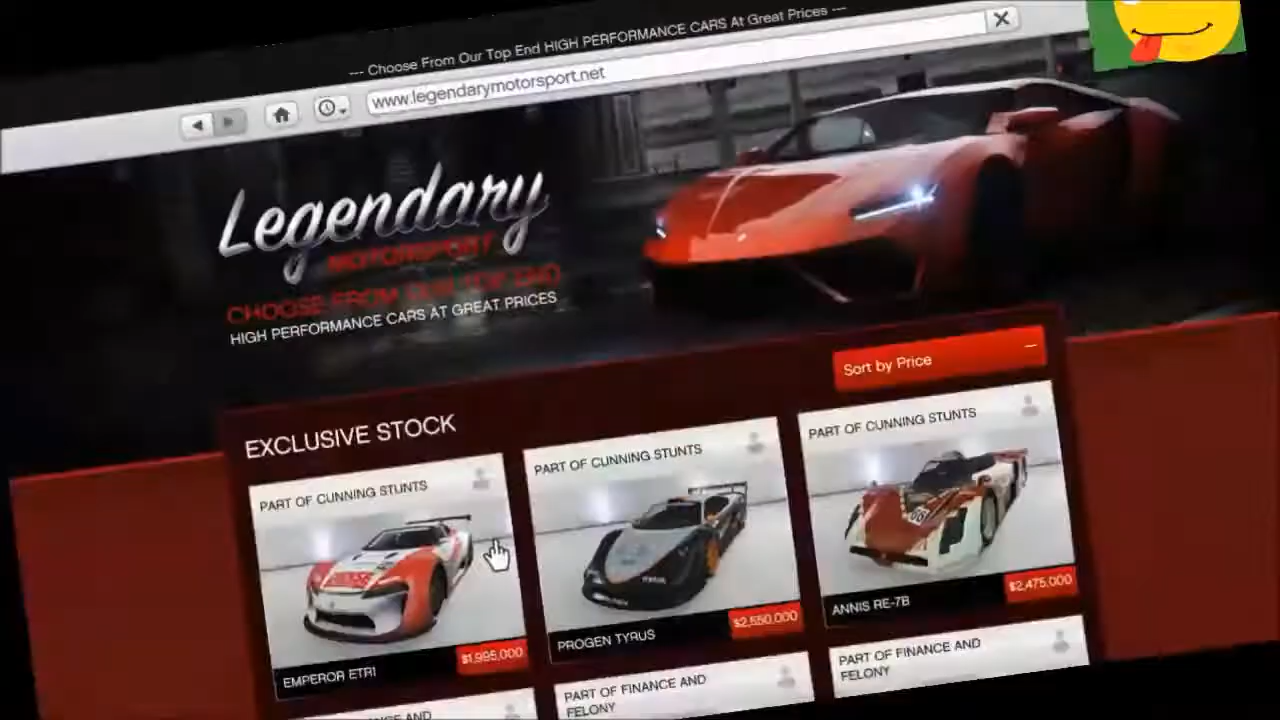 --- Choose From Our Top End HIGH PERFORMANCE CARS At Great Prices ---
www.legendarymotorsport.net
Legendary
MOTORSPORT
CHOOSE FROM OUR TOP END
HIGH PERFORMANCE CARS AT GREAT PRICES
Sort by Price
EXCLUSIVE STOCK
PART OF CUNNING STUNTS
PART OF CUNNING STUNTS
PART OF CUNNING STUNTS
EMPEROR ETR1
$1,995,000
PROGEN TYRUS
$2,550,000
ANNIS RE-7B
$2,475,000
NCE AND
PART OF FINANCE AND
FELONY
PART OF FINANCE AND
FELONY